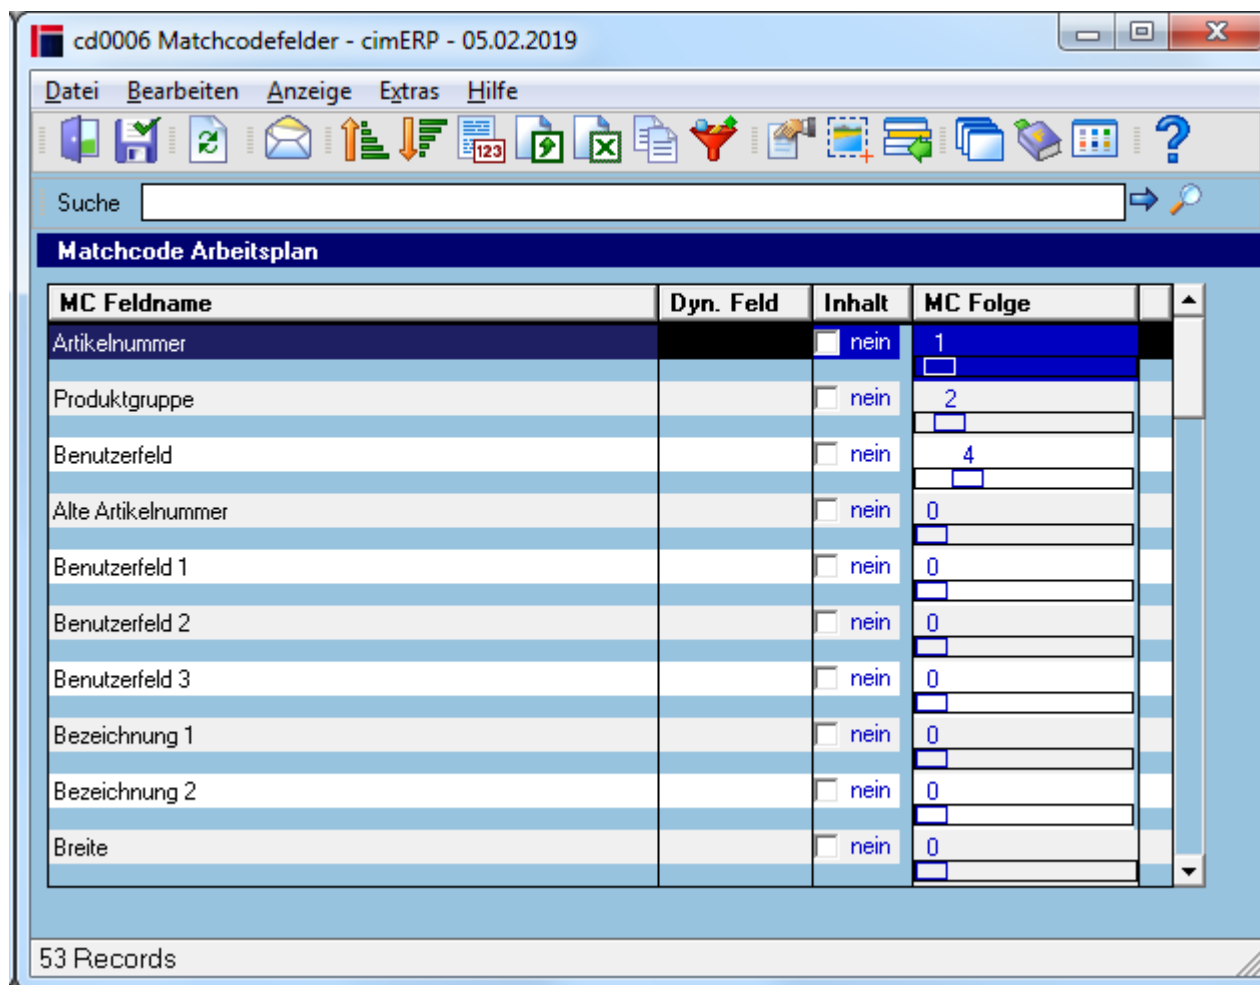 cd0006 Matchcodefelder - cimERP - 05.02.2019
Datei Bearbeiten Anzeige Extras Hilfe
123
?
Suche
Matchcode Arbeitsplan
MC Feldname Dyn. Feld Inhalt MC Folge
Artikelnummer nein 1
Produktgruppe nein 2
Benutzerfeld nein 4
Alte Artikelnummer nein 0
Benutzerfeld 1 nein 0
Benutzerfeld 2 nein 0
Benutzerfeld 3 nein 0
Bezeichnung 1 nein 0
Bezeichnung 2 nein 0
Breite nein 0
53 Records